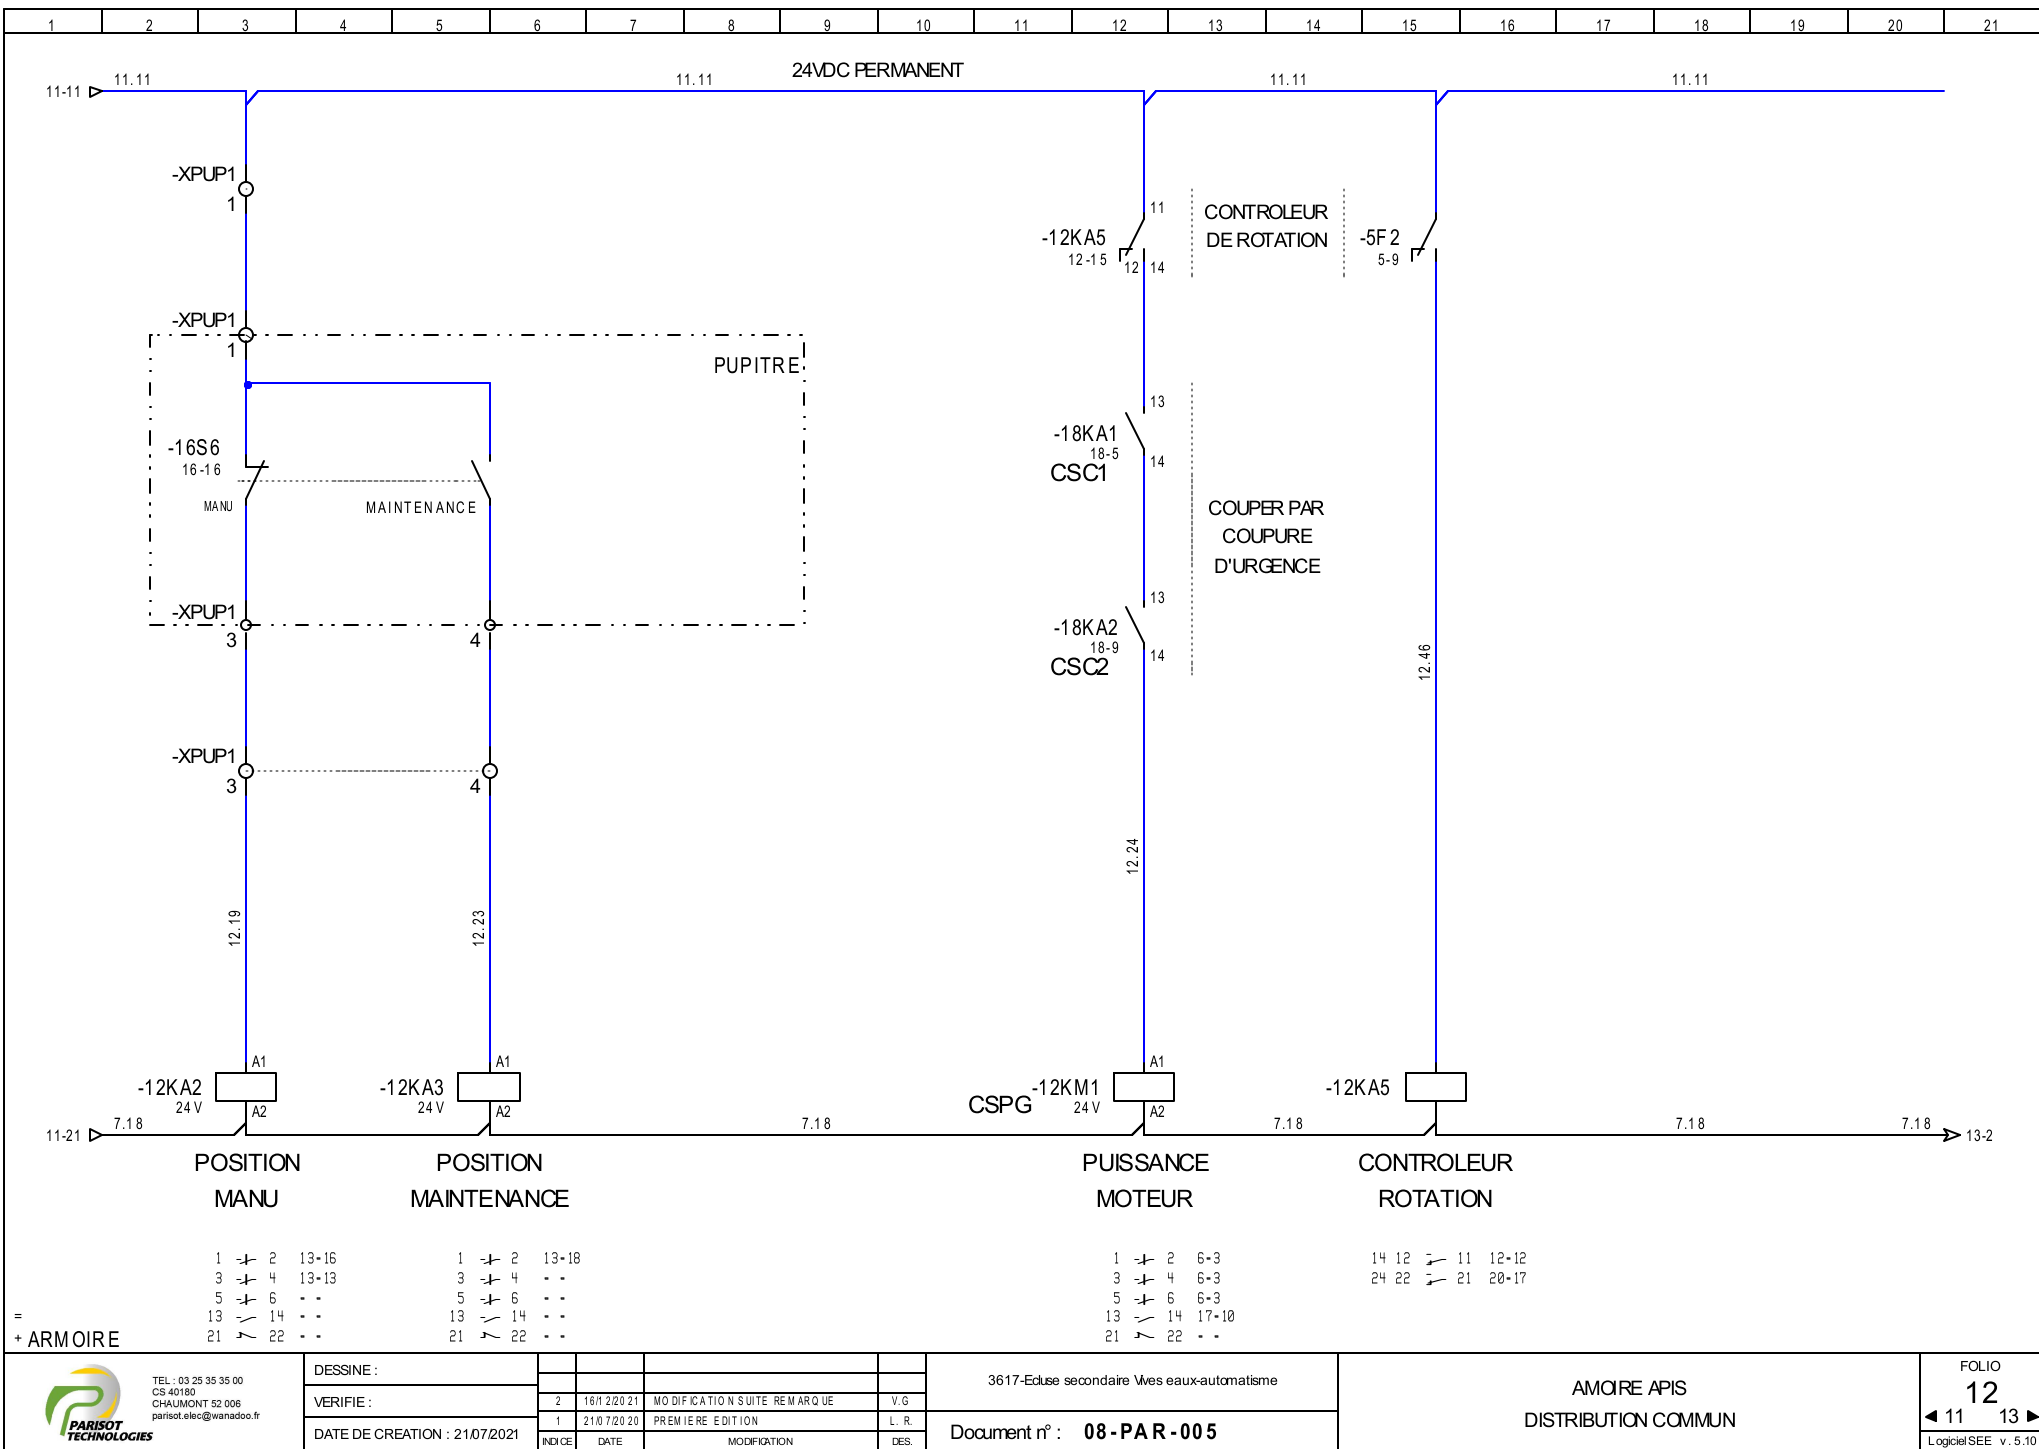 1 2 3 4 5 6 7 8 9 10 11 12 13 14 15 16 17 18 19 20 21
24VDC PERMANENT
11-11 11.11 11.11 11.11 11.11
-XPUP1
1
-12KA5
12-15
11
12 14
CONTROLEUR
DE ROTATION
-5F2
5-9
-XPUP1
1
PUPITRE
-16S6
16-16
MANU
MAINTENANCE
13
-18KA1
18-5
14
CSC1
COUPER PAR
COUPURE
D'URGENCE
-XPUP1
3
4
13
-18KA2
18-9
14
CSC2
12.46
-XPUP1
3
4
12.24
12.19
12.23
A1
-12KA2
24V
A2
A1
-12KA3
24V
A2
CSPG
A1
-12KM1
24V
A2
-12KA5
11-21 7.18 7.18 7.18 7.18 7.18 13-2
POSITION
MANU
POSITION
MAINTENANCE
PUISSANCE
MOTEUR
CONTROLEUR
ROTATION
1 2 13-16
3 4 13-13
5 6 - -
13 14 - -
21 22 - -
1 2 13-18
3 4 - -
5 6 - -
13 14 - -
21 22 - -
1 2 6-3
3 4 6-3
5 6 6-3
13 14 17-10
21 22 - -
14 12 11 12-12
24 22 21 20-17
=
+ ARMOIRE
PARISOT
TECHNOLOGIES
TEL : 03 25 35 35 00
CS 40180
CHAUMONT 52 006
parisot.elec@wanadoo.fr
DESSINE :
VERIFIE :
DATE DE CREATION : 21/07/2021
2 16/12/2021 MODIFICATION SUITE REMARQUE V.G
1 21/07/2020 PREMIERE EDITION L. R.
INDICE DATE MODIFICATION DES.
3617-Ecluse secondaire Vives eaux-automatisme
Document n° : 08-PAR-005
AMOIRE APIS
DISTRIBUTION COMMUN
FOLIO
12
11 13
Logiciel SEE v.5.10